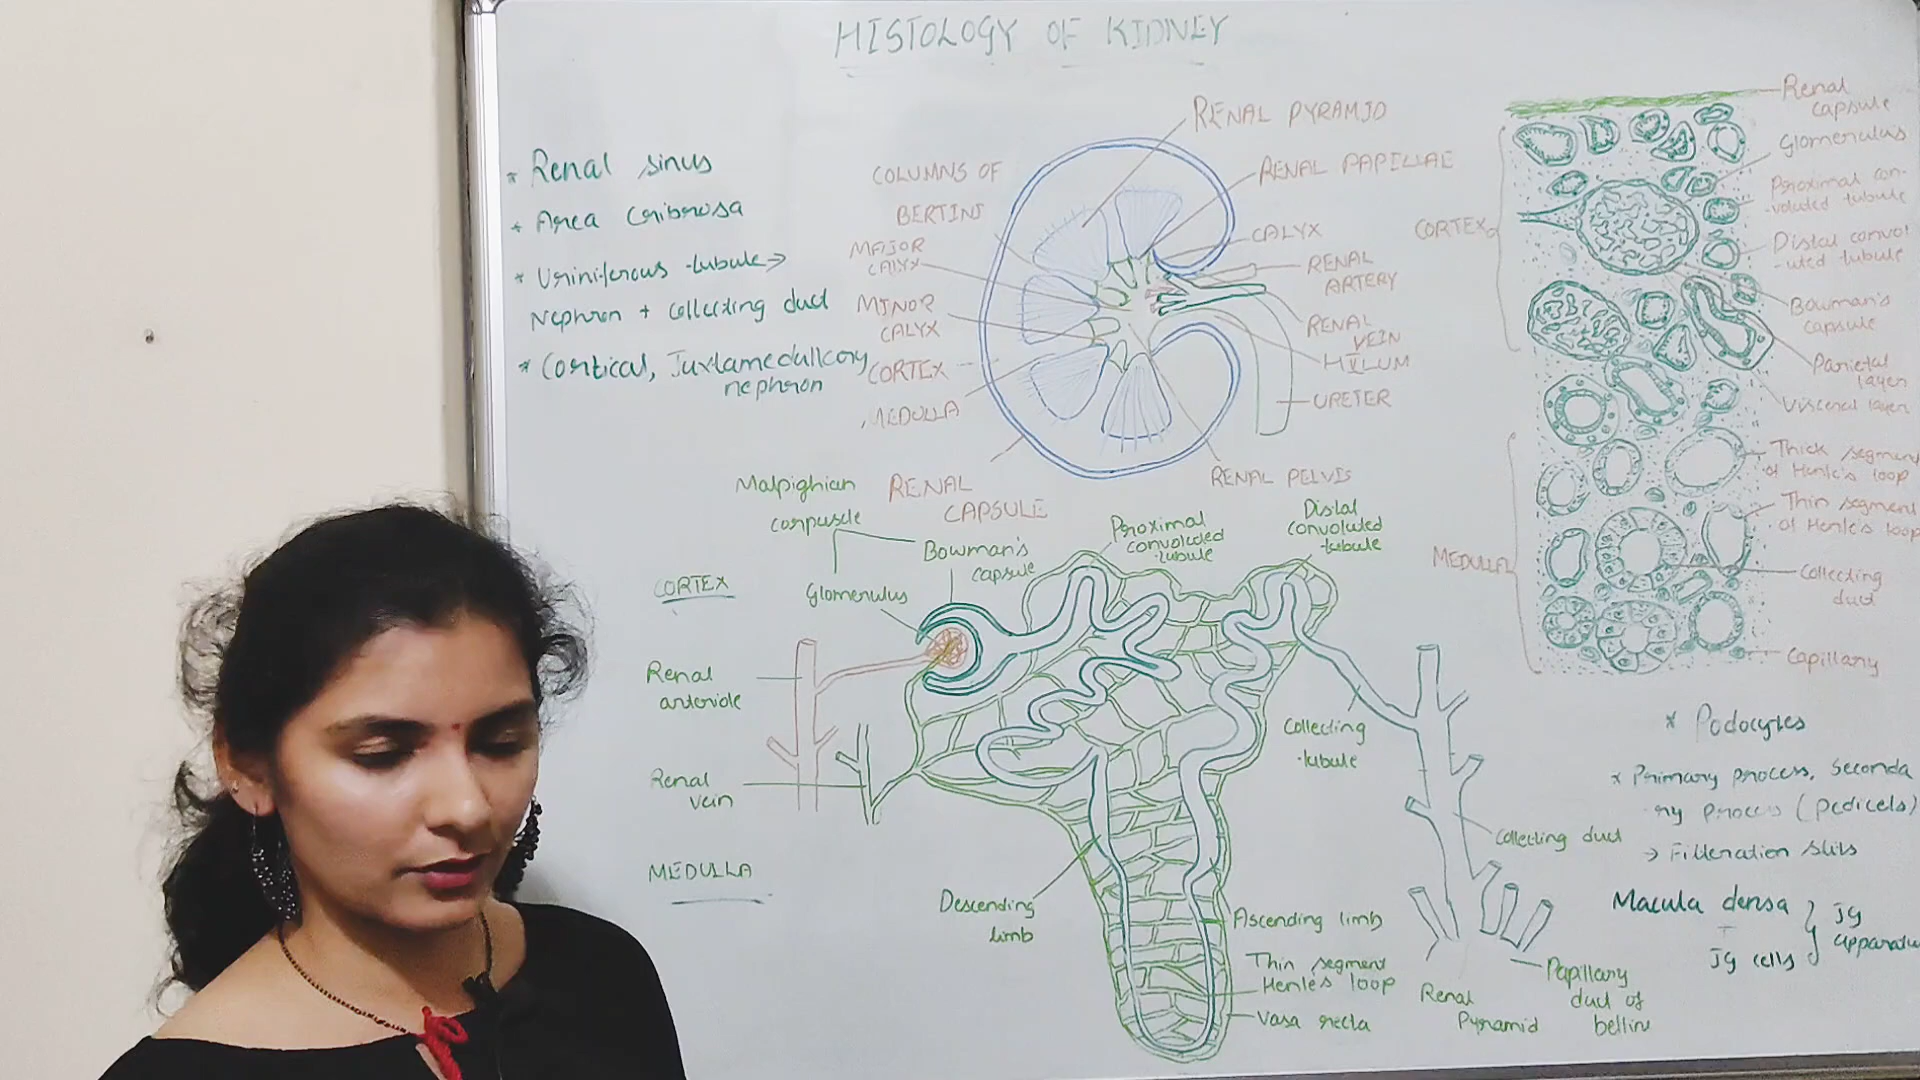 HISTOLOGY OF KIDNEY
* Renal sinus
* Area Cribrosa
* Uriniferous tubule →
Nephron + collecting duct
* Cortical, Juxtamedullary
nephron
RENAL PYRAMID
COLUMNS OF
BERTINI
RENAL PAPILLAE
MAJOR
CALYX
CALYX
RENAL
ARTERY
MINOR
CALYX
RENAL
VEIN
HILUM
CORTEX
MEDULLA
URETER
RENAL
CAPSULE
RENAL PELVIS
Renal
capsule
Glomerulus
Proximal con-
voluted tubule
CORTEX
Distal convol
-uted tubule
Bowman's
capsule
Parietal
layer
Visceral layer
Thick segment
of Henle's loop
Thin segment
of Henle's loop
MEDULLA
Collecting
duct
Capillary
Malpighian
corpuscle
Bowman's
capsule
Glomerulus
Proximal
convoluted
tubule
Distal
convoluted
tubule
CORTEX
Renal
arteriole
Renal
vein
MEDULLA
Collecting
tubule
Collecting duct
Descending
limb
Ascending limb
Thin segment
Henle's loop
Vasa recta
Renal
Pyramid
Papillary
duct of
bellini
* Podocytes
* Primary process, Seconda
ry process (pedicels)
→ Filteration slits
Macula densa
+
JG cells
JG
apparatu